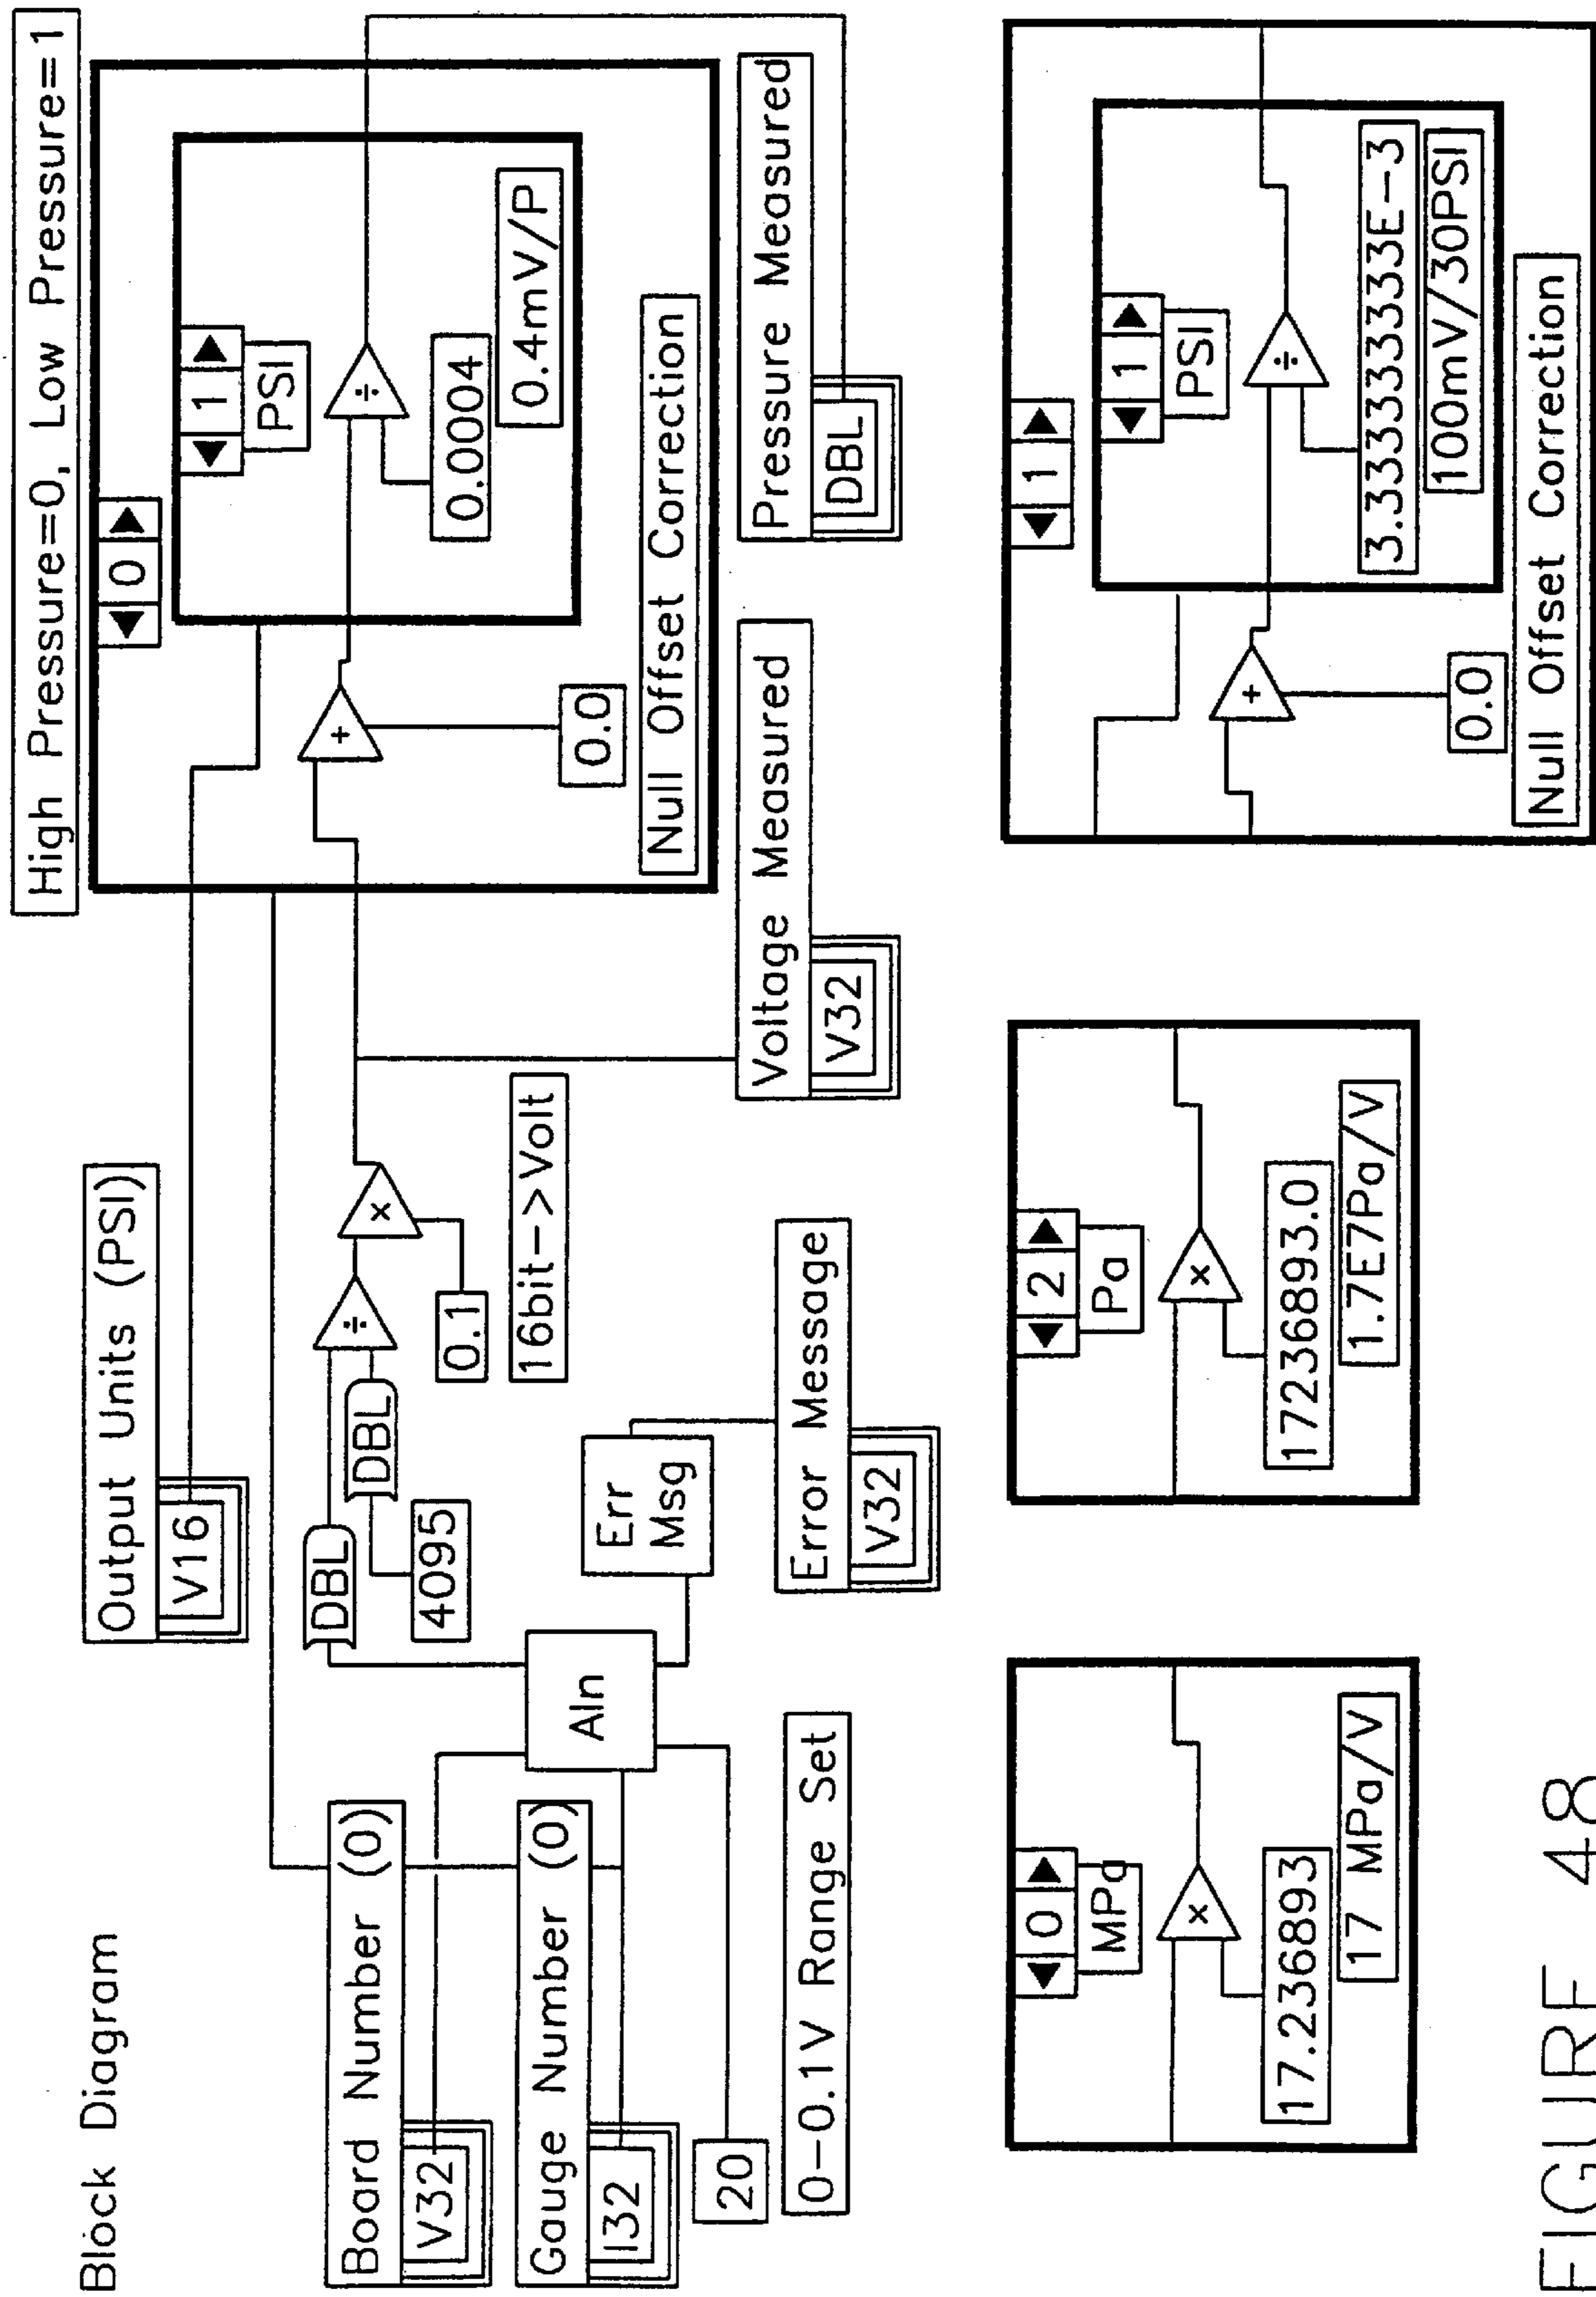 Block Diagram
High Pressure=0, Low Pressure=1
Output Units (PSI)
V16
0
1
PSI
÷
0.0004
0.4mV/P
+
0.0
Null Offset Correction
Board Number (0)
V32
Gauge Number (0)
I32
20
0-0.1V Range Set
AIn
DBL
4095
DBL
÷
0.1
×
16bit->Volt
Err
Msg
Error Message
V32
Voltage Measured
V32
Pressure Measured
DBL
0
MPa
×
17.236893
17 MPa/V
2
Pa
×
17236893.0
1.7E7Pa/V
1
1
PSI
÷
3.33333333333E-3
100mV/30PSI
+
0.0
Null Offset Correction
FIGURE 48